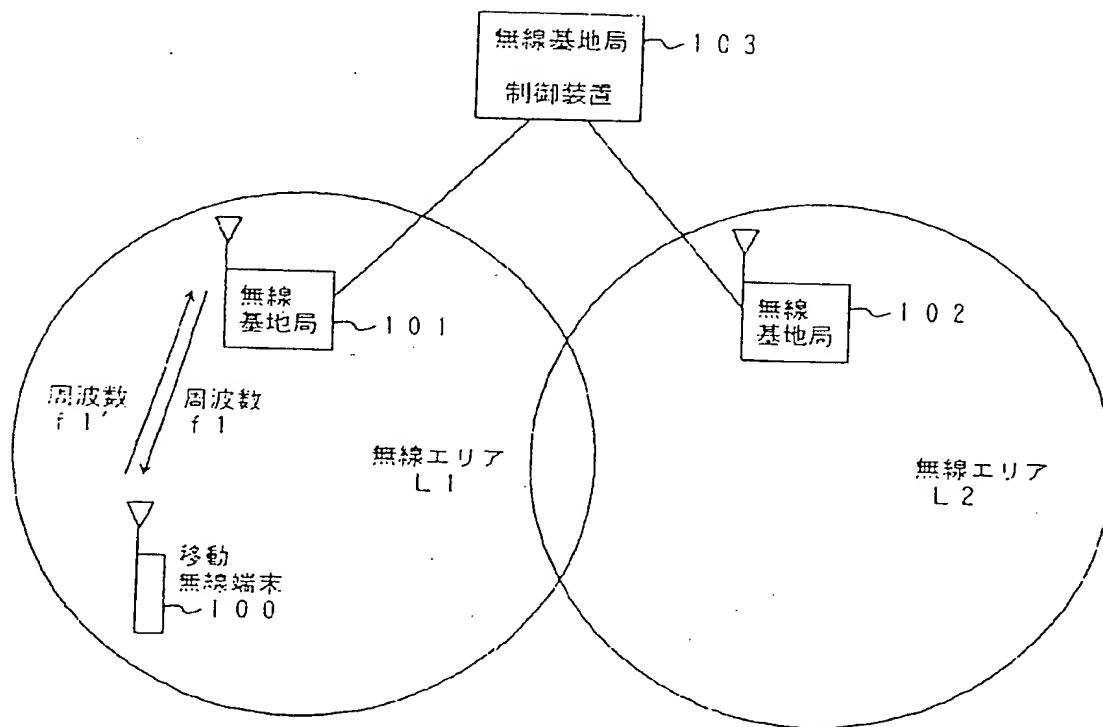 無線基地局
制御装置
103
無線
基地局
101
無線
基地局
102
周波数
f1′
周波数
f1
無線エリア
L1
無線エリア
L2
移動
無線端末
100